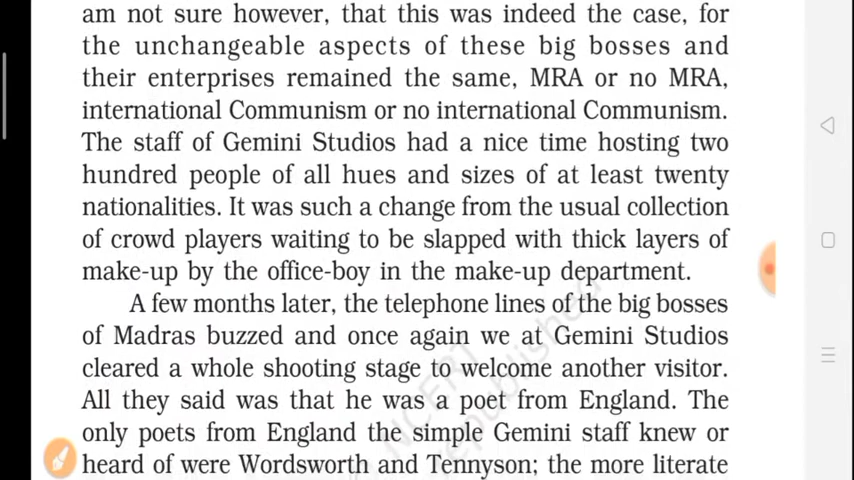 am not sure however, that this was indeed the case, for
the unchangeable aspects of these big bosses and
their enterprises remained the same, MRA or no MRA,
international Communism or no international Communism.
The staff of Gemini Studios had a nice time hosting two
hundred people of all hues and sizes of at least twenty
nationalities. It was such a change from the usual collection
of crowd players waiting to be slapped with thick layers of
make-up by the office-boy in the make-up department.
A few months later, the telephone lines of the big bosses
of Madras buzzed and once again we at Gemini Studios
cleared a whole shooting stage to welcome another visitor.
All they said was that he was a poet from England. The
only poets from England the simple Gemini staff knew or
heard of were Wordsworth and Tennyson; the more literate
NCERT
republished